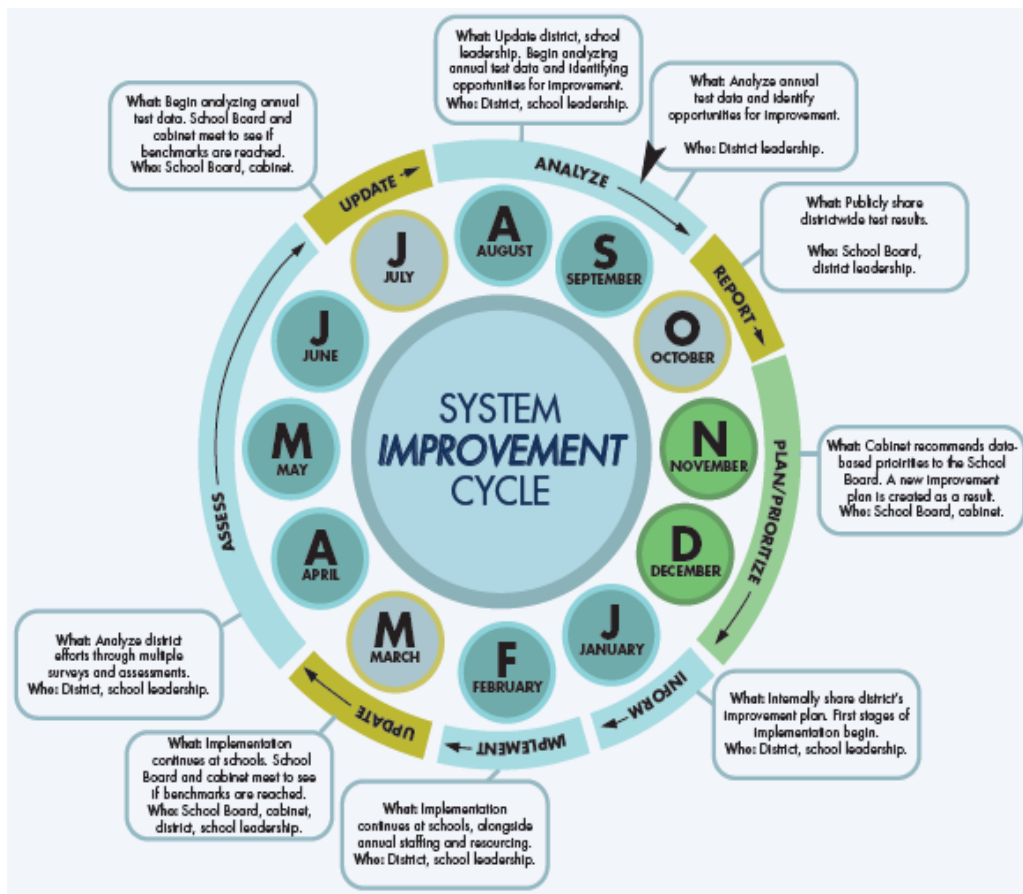 What: Update district, school
leadership. Begin analyzing
annual test data and identifying
opportunities for improvement.
Who: District, school leadership.
What: Analyze annual
test data and identify
opportunities for improvement.
Who: District leadership.
What: Begin analyzing annual
test data. School Board and
cabinet meet to see if
benchmarks are reached.
Who: School Board, cabinet.
What: Publicly share
districtwide test results.
Who: School Board,
district leadership.
What: Cabinet recommends data-
based priorities to the School
Board. A new improvement
plan is created as a result.
Who: School Board, cabinet.
What: Internally share district's
improvement plan. First stages of
implementation begin.
Who: District, school leadership.
What: Implementation
continues at schools, alongside
annual staffing and resourcing.
Who: District, school leadership.
What: Implementation
continues at schools. School
Board and cabinet meet to see
if benchmarks are reached.
Who: School Board, cabinet,
district, school leadership.
What: Analyze district
efforts through multiple
surveys and assessments.
Who: District, school leadership.
UPDATE
ANALYZE
REPORT
PLAN/PRIORITIZE
INFORM
IMPLEMENT
UPDATE
ASSESS
J
JULY
A
AUGUST
S
SEPTEMBER
O
OCTOBER
N
NOVEMBER
D
DECEMBER
J
JANUARY
F
FEBRUARY
M
MARCH
A
APRIL
M
MAY
J
JUNE
SYSTEM
IMPROVEMENT
CYCLE